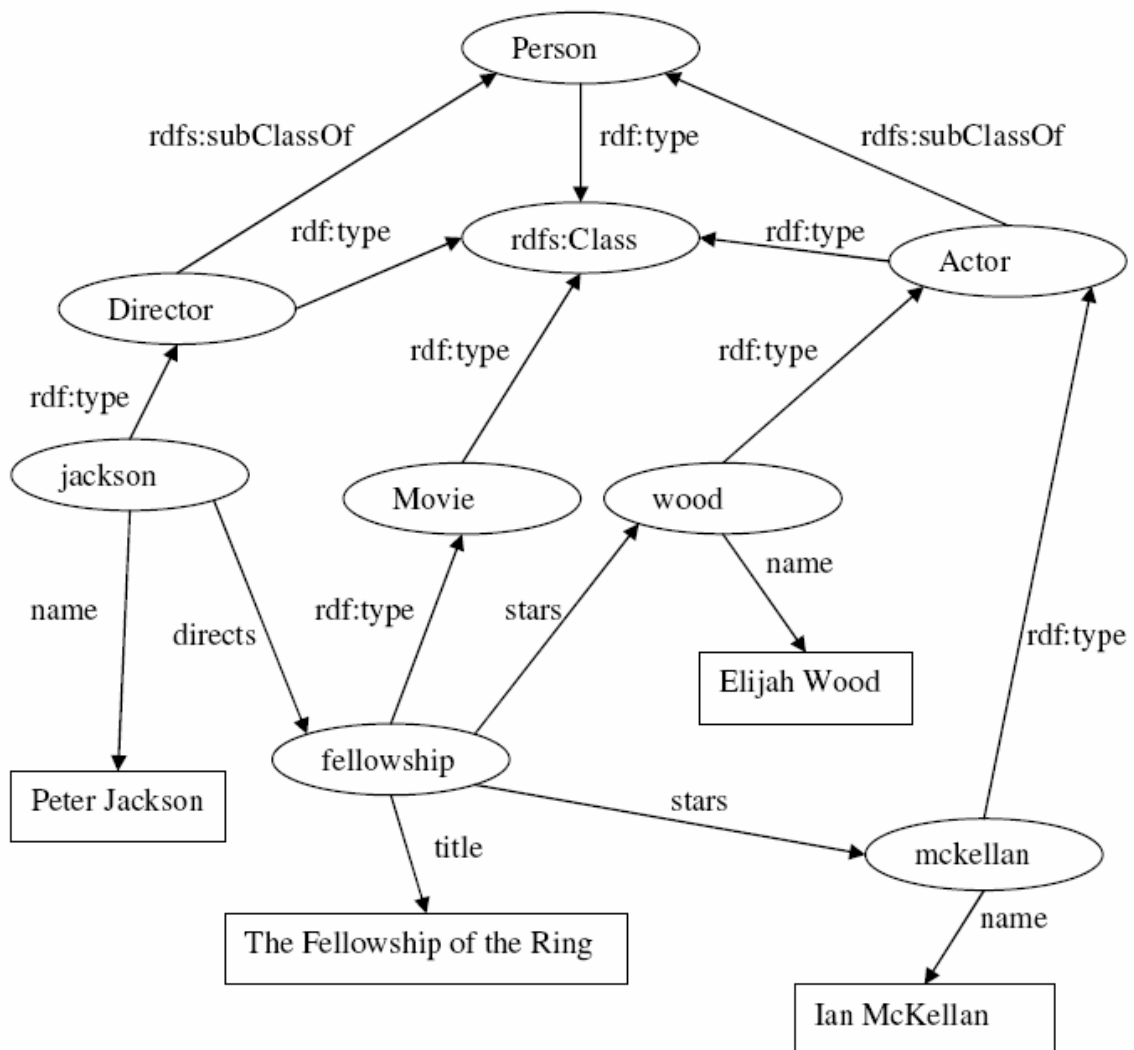 Person
rdfs:subClassOf
rdf:type
rdfs:subClassOf
rdf:type
rdfs:Class
rdf:type
Actor
Director
rdf:type
rdf:type
rdf:type
jackson
Movie
wood
name
name
directs
rdf:type
stars
rdf:type
Elijah Wood
fellowship
Peter Jackson
stars
title
mckellan
name
The Fellowship of the Ring
Ian McKellan